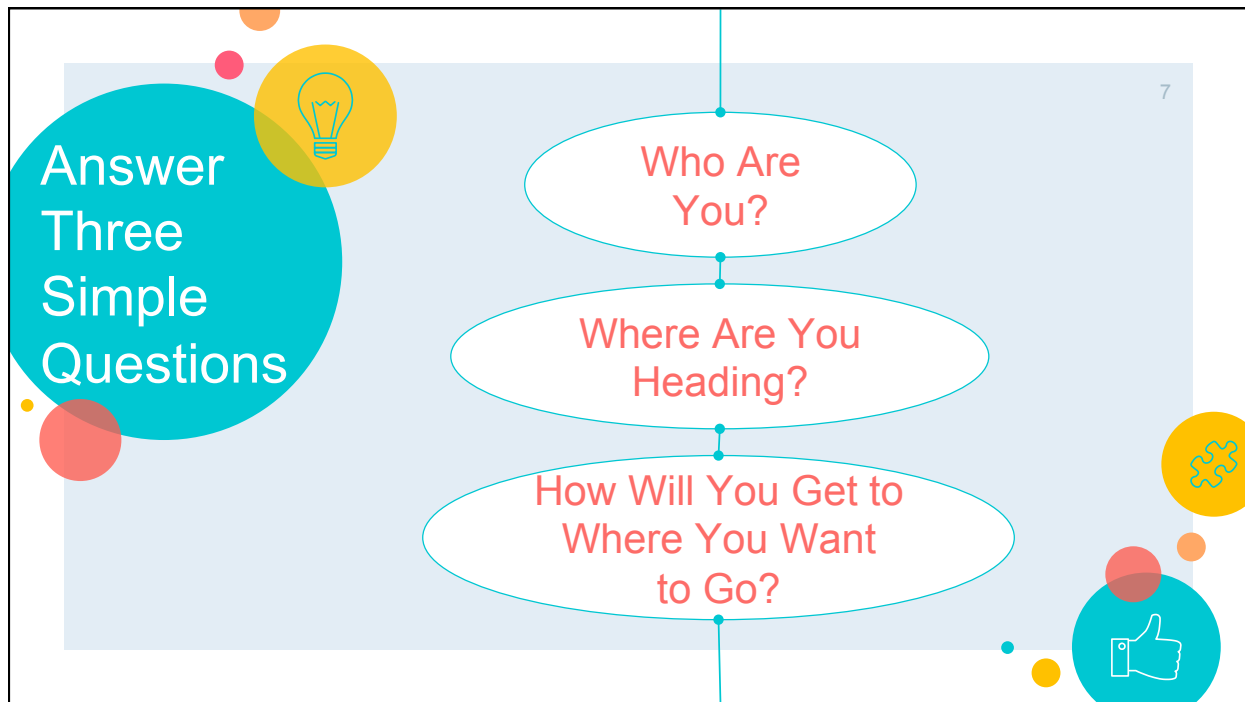 Answer
Three
Simple
Questions
7
Who Are
You?
Where Are You
Heading?
How Will You Get to
Where You Want
to Go?